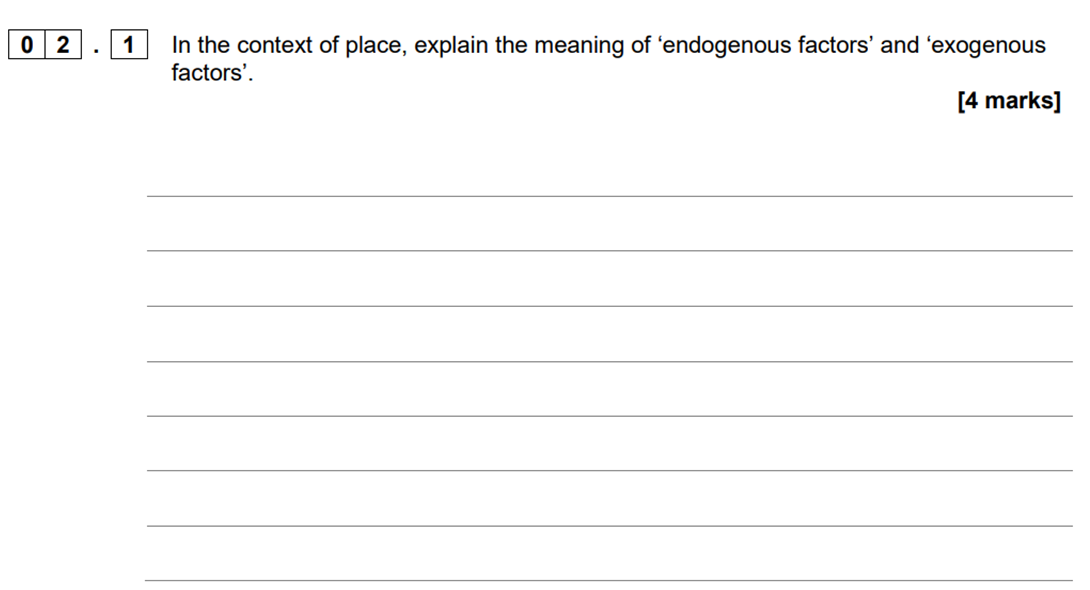 0 2 . 1 In the context of place, explain the meaning of ‘endogenous factors’ and ‘exogenous
factors’.
[4 marks]